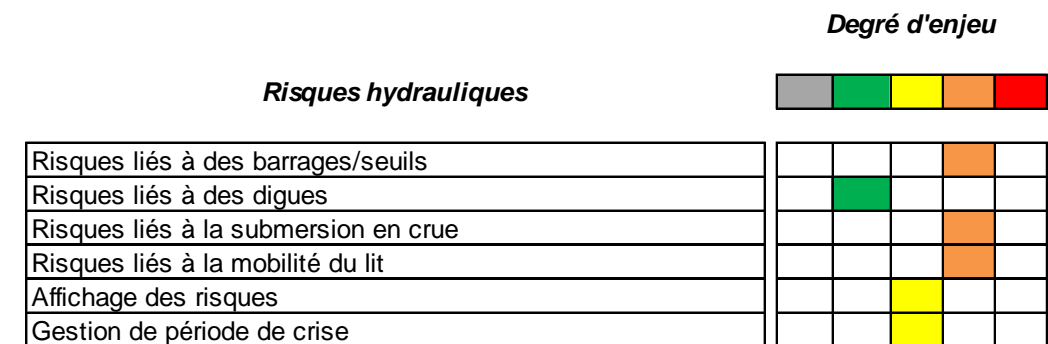 Degré d'enjeu
Risques hydrauliques
Risques liés à des barrages/seuils
Risques liés à des digues
Risques liés à la submersion en crue
Risques liés à la mobilité du lit
Affichage des risques
Gestion de période de crise